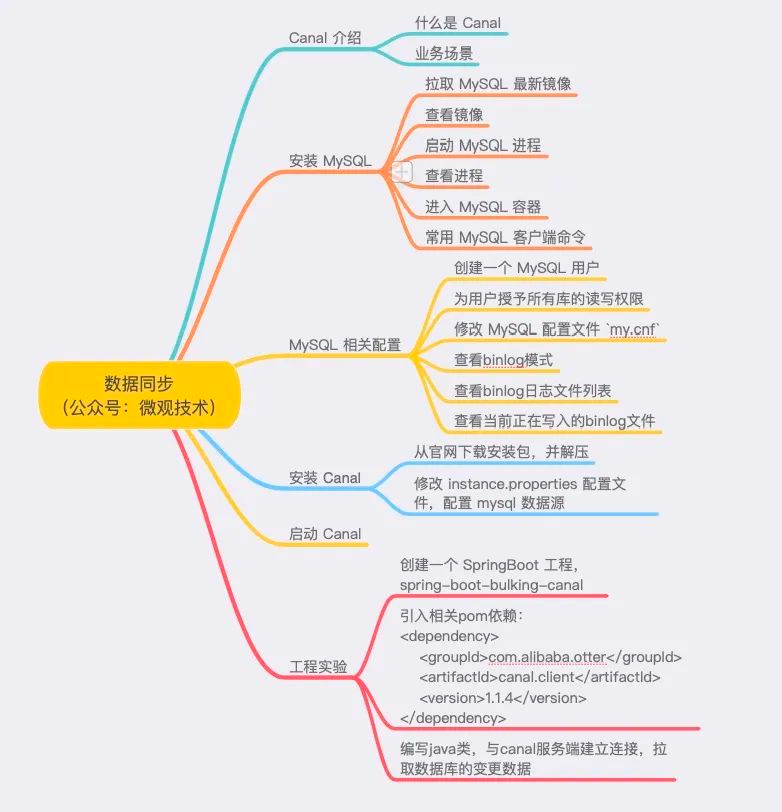 Canal 介绍
什么是 Canal
业务场景
安装 MySQL
拉取 MySQL 最新镜像
查看镜像
启动 MySQL 进程
查看进程
进入 MySQL 容器
常用 MySQL 客户端命令
数据同步
（公众号：微观技术）
MySQL 相关配置
创建一个 MySQL 用户
为用户授予所有库的读写权限
修改 MySQL 配置文件 `my.cnf`
查看binlog模式
查看binlog日志文件列表
查看当前正在写入的binlog文件
安装 Canal
从官网下载安装包，并解压
修改 instance.properties 配置文
件，配置 mysql 数据源
启动 Canal
工程实验
创建一个 SpringBoot 工程，
spring-boot-bulking-canal
引入相关pom依赖：
<dependency>
<groupId>com.alibaba.otter</groupId>
<artifactId>canal.client</artifactId>
<version>1.1.4</version>
</dependency>
编写java类，与canal服务端建立连接，拉
取数据库的变更数据